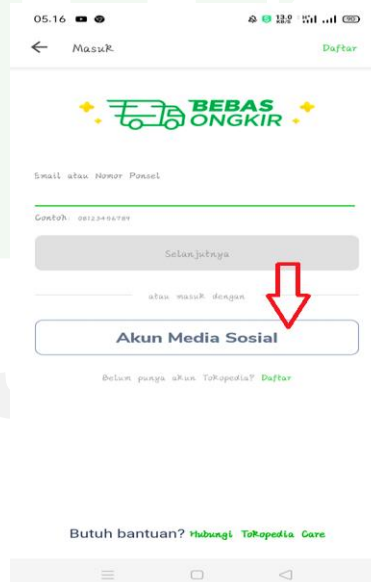 05.16
Masuk
Daftar
BEBAS
ONGKIR
Email atau Nomor Ponsel
Contoh: 08123456789
Selanjutnya
atau masuk dengan
Akun Media Sosial
Belum punya akun Tokopedia? Daftar
Butuh bantuan? Hubungi Tokopedia Care